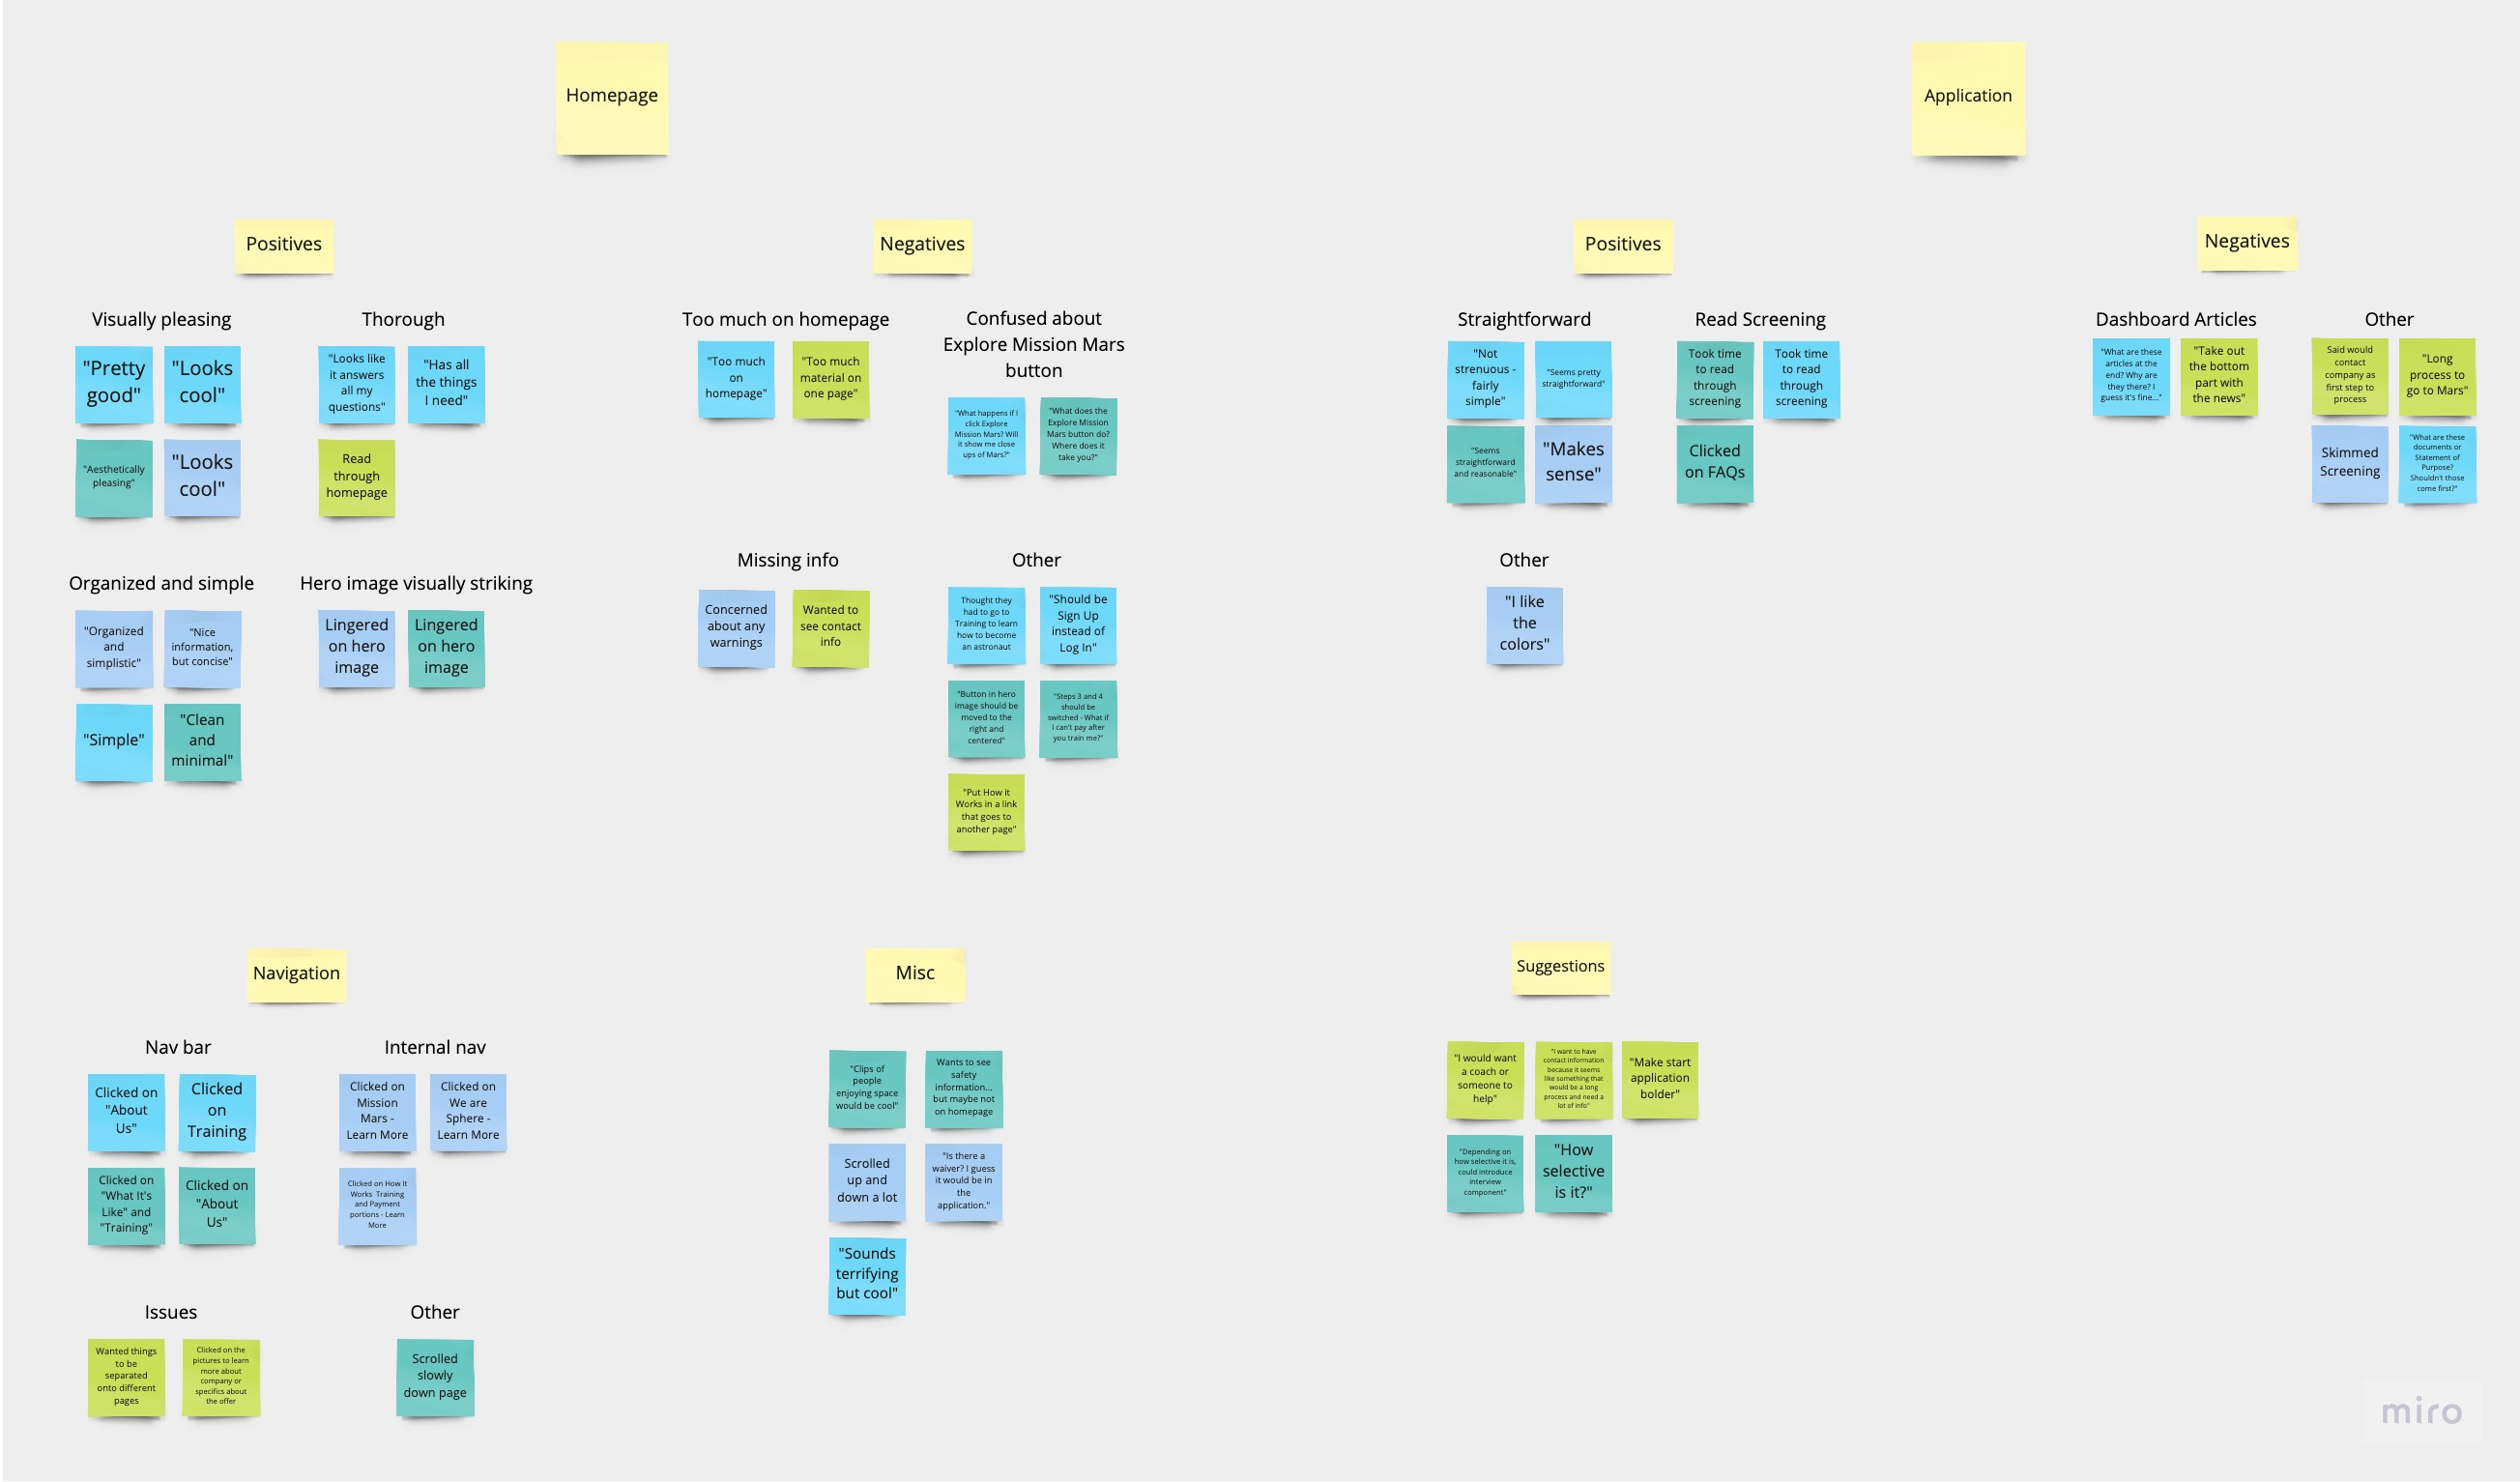 Homepage
Application
Positives
Negatives
Positives
Negatives
Visually pleasing
"Pretty
good"
"Looks
cool"
"Aesthetically
pleasing"
"Looks
cool"
Thorough
"Looks like
it answers
all my
questions"
"Has all
the things
I need"
Read
through
homepage
Organized and simple
"Organized
and
simplistic"
"Nice
information,
but concise"
"Simple"
"Clean
and
minimal"
Hero image visually striking
Lingered
on hero
image
Lingered
on hero
image
Too much on homepage
"Too much
on
homepage"
"Too much
material on
one page"
Confused about
Explore Mission Mars
button
"What happens if I
click Explore
Mission Mars? Will
it show me close
ups of Mars?"
"What does the
Explore Mission
Mars button do?
Where does it
take you?"
Missing info
Concerned
about any
warnings
Wanted to
see contact
info
Other
Thought they
had to go to
Training to learn
how to become
an astronaut
"Should be
Sign Up
instead of
Log In"
"Button in hero
image should be
moved to the
right and
centered"
"Steps 3 and 4
should be
switched - What if
I can't pay after
you train me?"
"Put How it
Works in a link
that goes to
another page"
Straightforward
"Not
strenuous -
fairly
simple"
"Seems pretty
straightforward"
"Seems
straightforward
and reasonable"
"Makes
sense"
Read Screening
Took time
to read
through
screening
Took time
to read
through
screening
Clicked
on FAQs
Other
"I like
the
colors"
Dashboard Articles
"What are these
articles at the
end? Why are
they there? I
guess it's fine..."
"Take out
the bottom
part with
the news"
Other
Said would
contact
company as
first step to
process
"Long
process to
go to Mars"
Skimmed
Screening
"What are these
documents or
Statement of
Purpose?
Shouldn't those
come first?"
Navigation
Nav bar
Clicked on
"About
Us"
Clicked
on
Training
Clicked on
"What It's
Like" and
"Training"
Clicked on
"About
Us"
Internal nav
Clicked on
Mission
Mars -
Learn More
Clicked on
We are
Sphere -
Learn More
Clicked on How It
Works Training
and Payment
portions - Learn
More
Issues
Wanted things
to be
separated
onto different
pages
Clicked on the
pictures to learn
more about
company or
specifics about
the offer
Other
Scrolled
slowly
down page
Misc
"Clips of
people
enjoying space
would be cool"
Wants to see
safety
information...
but maybe not
on homepage
Scrolled
up and
down a lot
"Is there a
waiver? I guess
it would be in
the
application."
"Sounds
terrifying
but cool"
Suggestions
"I would want
a coach or
someone to
help"
"I want to have
contact information
because it seems
like something that
would be a long
process and need a
lot of info"
"Make start
application
bolder"
"Depending on
how selective it is,
could introduce
interview
component"
"How
selective
is it?"
miro